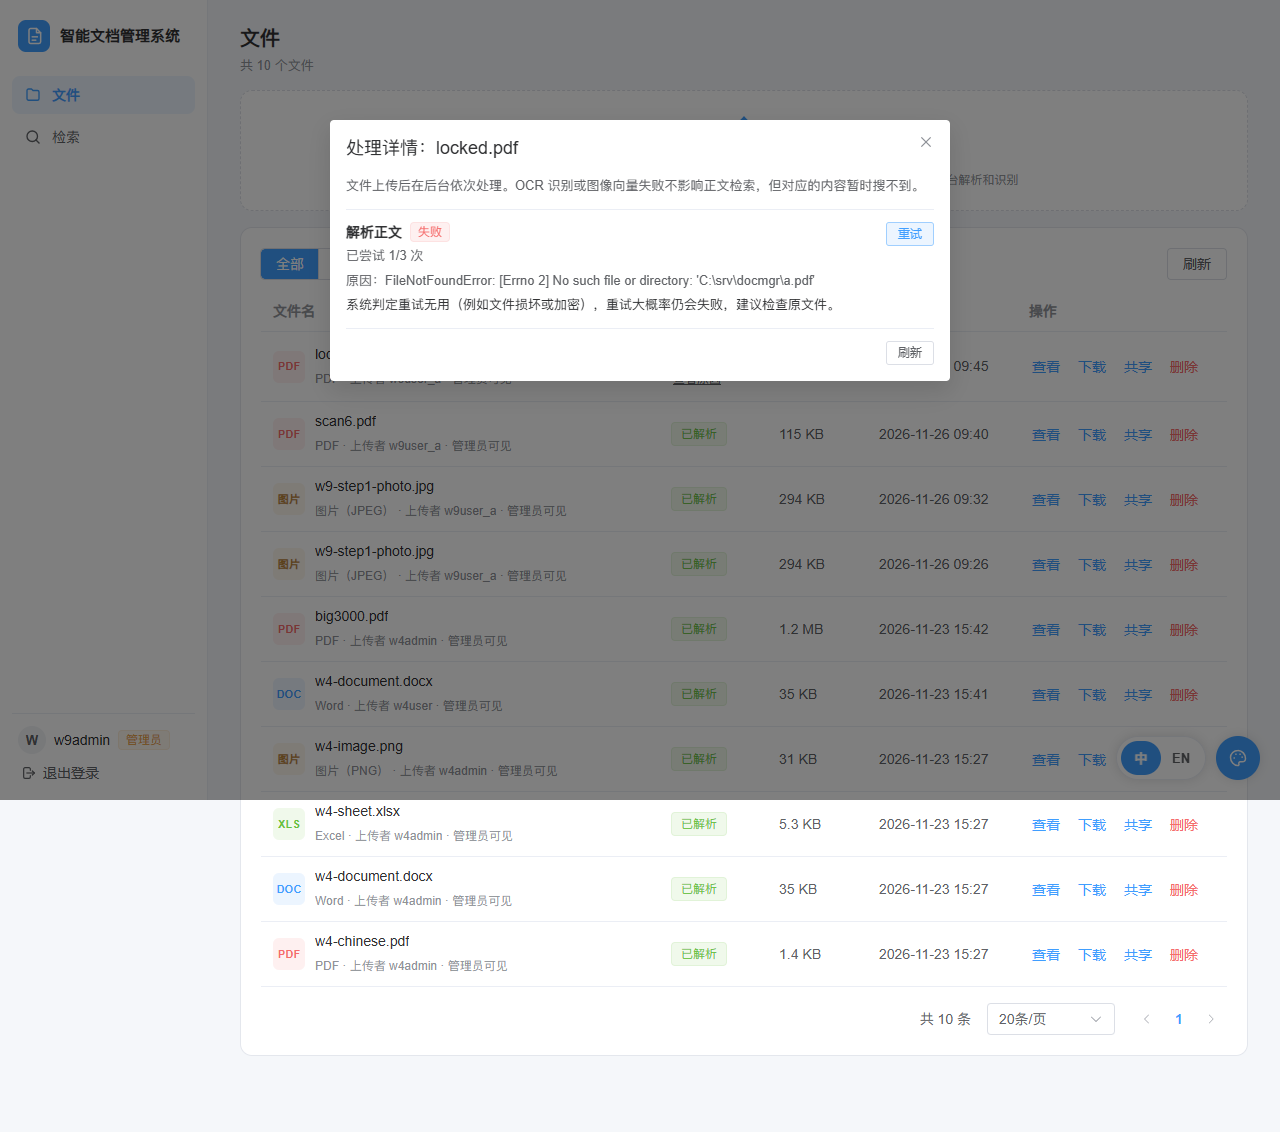 智能文档管理系统
文件
检索
文件
共 10 个文件
台解析和识别
处理详情：locked.pdf
文件上传后在后台依次处理。OCR 识别或图像向量失败不影响正文检索，但对应的内容暂时搜不到。
解析正文 失败 重试
已尝试 1/3 次
原因：FileNotFoundError: [Errno 2] No such file or directory: 'C:\srv\docmgr\a.pdf'
系统判定重试无用（例如文件损坏或加密），重试大概率仍会失败，建议检查原文件。
刷新
全部 刷新
文件名 操作
PDF loc 09:45 查看 下载 共享 删除
PDF scan6.pdf 已解析 115 KB 2026-11-26 09:40 查看 下载 共享 删除
PDF · 上传者 w9user_a · 管理员可见
图片 w9-step1-photo.jpg 已解析 294 KB 2026-11-26 09:32 查看 下载 共享 删除
图片（JPEG） · 上传者 w9user_a · 管理员可见
图片 w9-step1-photo.jpg 已解析 294 KB 2026-11-26 09:26 查看 下载 共享 删除
图片（JPEG） · 上传者 w9user_a · 管理员可见
PDF big3000.pdf 已解析 1.2 MB 2026-11-23 15:42 查看 下载 共享 删除
PDF · 上传者 w4admin · 管理员可见
DOC w4-document.docx 已解析 35 KB 2026-11-23 15:41 查看 下载 共享 删除
Word · 上传者 w4user · 管理员可见
图片 w4-image.png 已解析 31 KB 2026-11-23 15:27 查看 下载 共享 删除
图片（PNG） · 上传者 w4admin · 管理员可见
XLS w4-sheet.xlsx 已解析 5.3 KB 2026-11-23 15:27 查看 下载 共享 删除
Excel · 上传者 w4admin · 管理员可见
DOC w4-document.docx 已解析 35 KB 2026-11-23 15:27 查看 下载 共享 删除
Word · 上传者 w4admin · 管理员可见
PDF w4-chinese.pdf 已解析 1.4 KB 2026-11-23 15:27 查看 下载 共享 删除
PDF · 上传者 w4admin · 管理员可见
共 10 条 20条/页 1
W w9admin 管理员
退出登录
中 EN